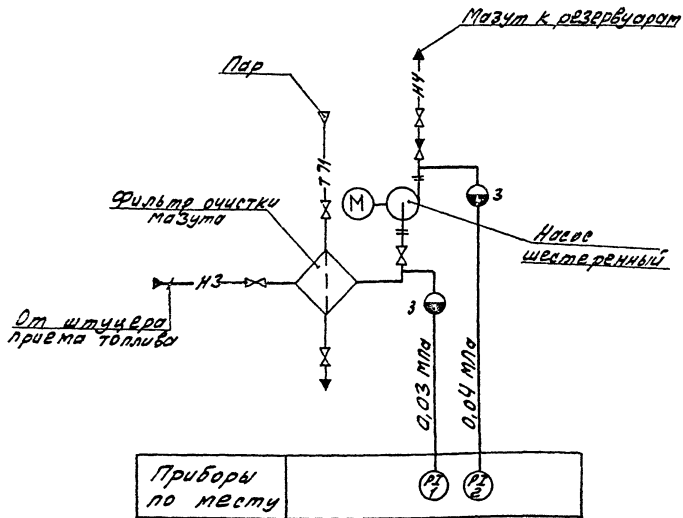 Мазут к резервуарам
Пар
Н4
Т71
Фильтр очистки
мазута
М
3
Насос
шестеренный
Н3
От штуцера
приема топлива
3
0,03 МПа
0,04 МПа
Приборы
по месту
PI
1
PI
2